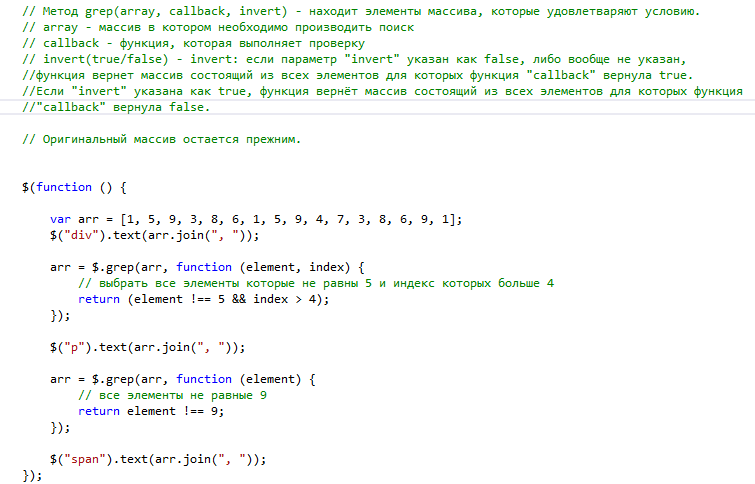 // Метод grep(array, callback, invert) - находит элементы массива, которые удовлетваряют условию.
// array - массив в котором необходимо производить поиск
// callback - функция, которая выполняет проверку
// invert(true/false) - invert: если параметр "invert" указан как false, либо вообще не указан,
//функция вернет массив состоящий из всех элементов для которых функция "callback" вернула true.
//Если "invert" указана как true, функция вернёт массив состоящий из всех элементов для которых функция
//"callback" вернула false.
// Оригинальный массив остается прежним.
$(function () {
var arr = [1, 5, 9, 3, 8, 6, 1, 5, 9, 4, 7, 3, 8, 6, 9, 1];
$("div").text(arr.join(", "));
arr = $.grep(arr, function (element, index) {
// выбрать все элементы которые не равны 5 и индекс которых больше 4
return (element !== 5 && index > 4);
});
$("p").text(arr.join(", "));
arr = $.grep(arr, function (element) {
// все элементы не равные 9
return element !== 9;
});
$("span").text(arr.join(", "));
});